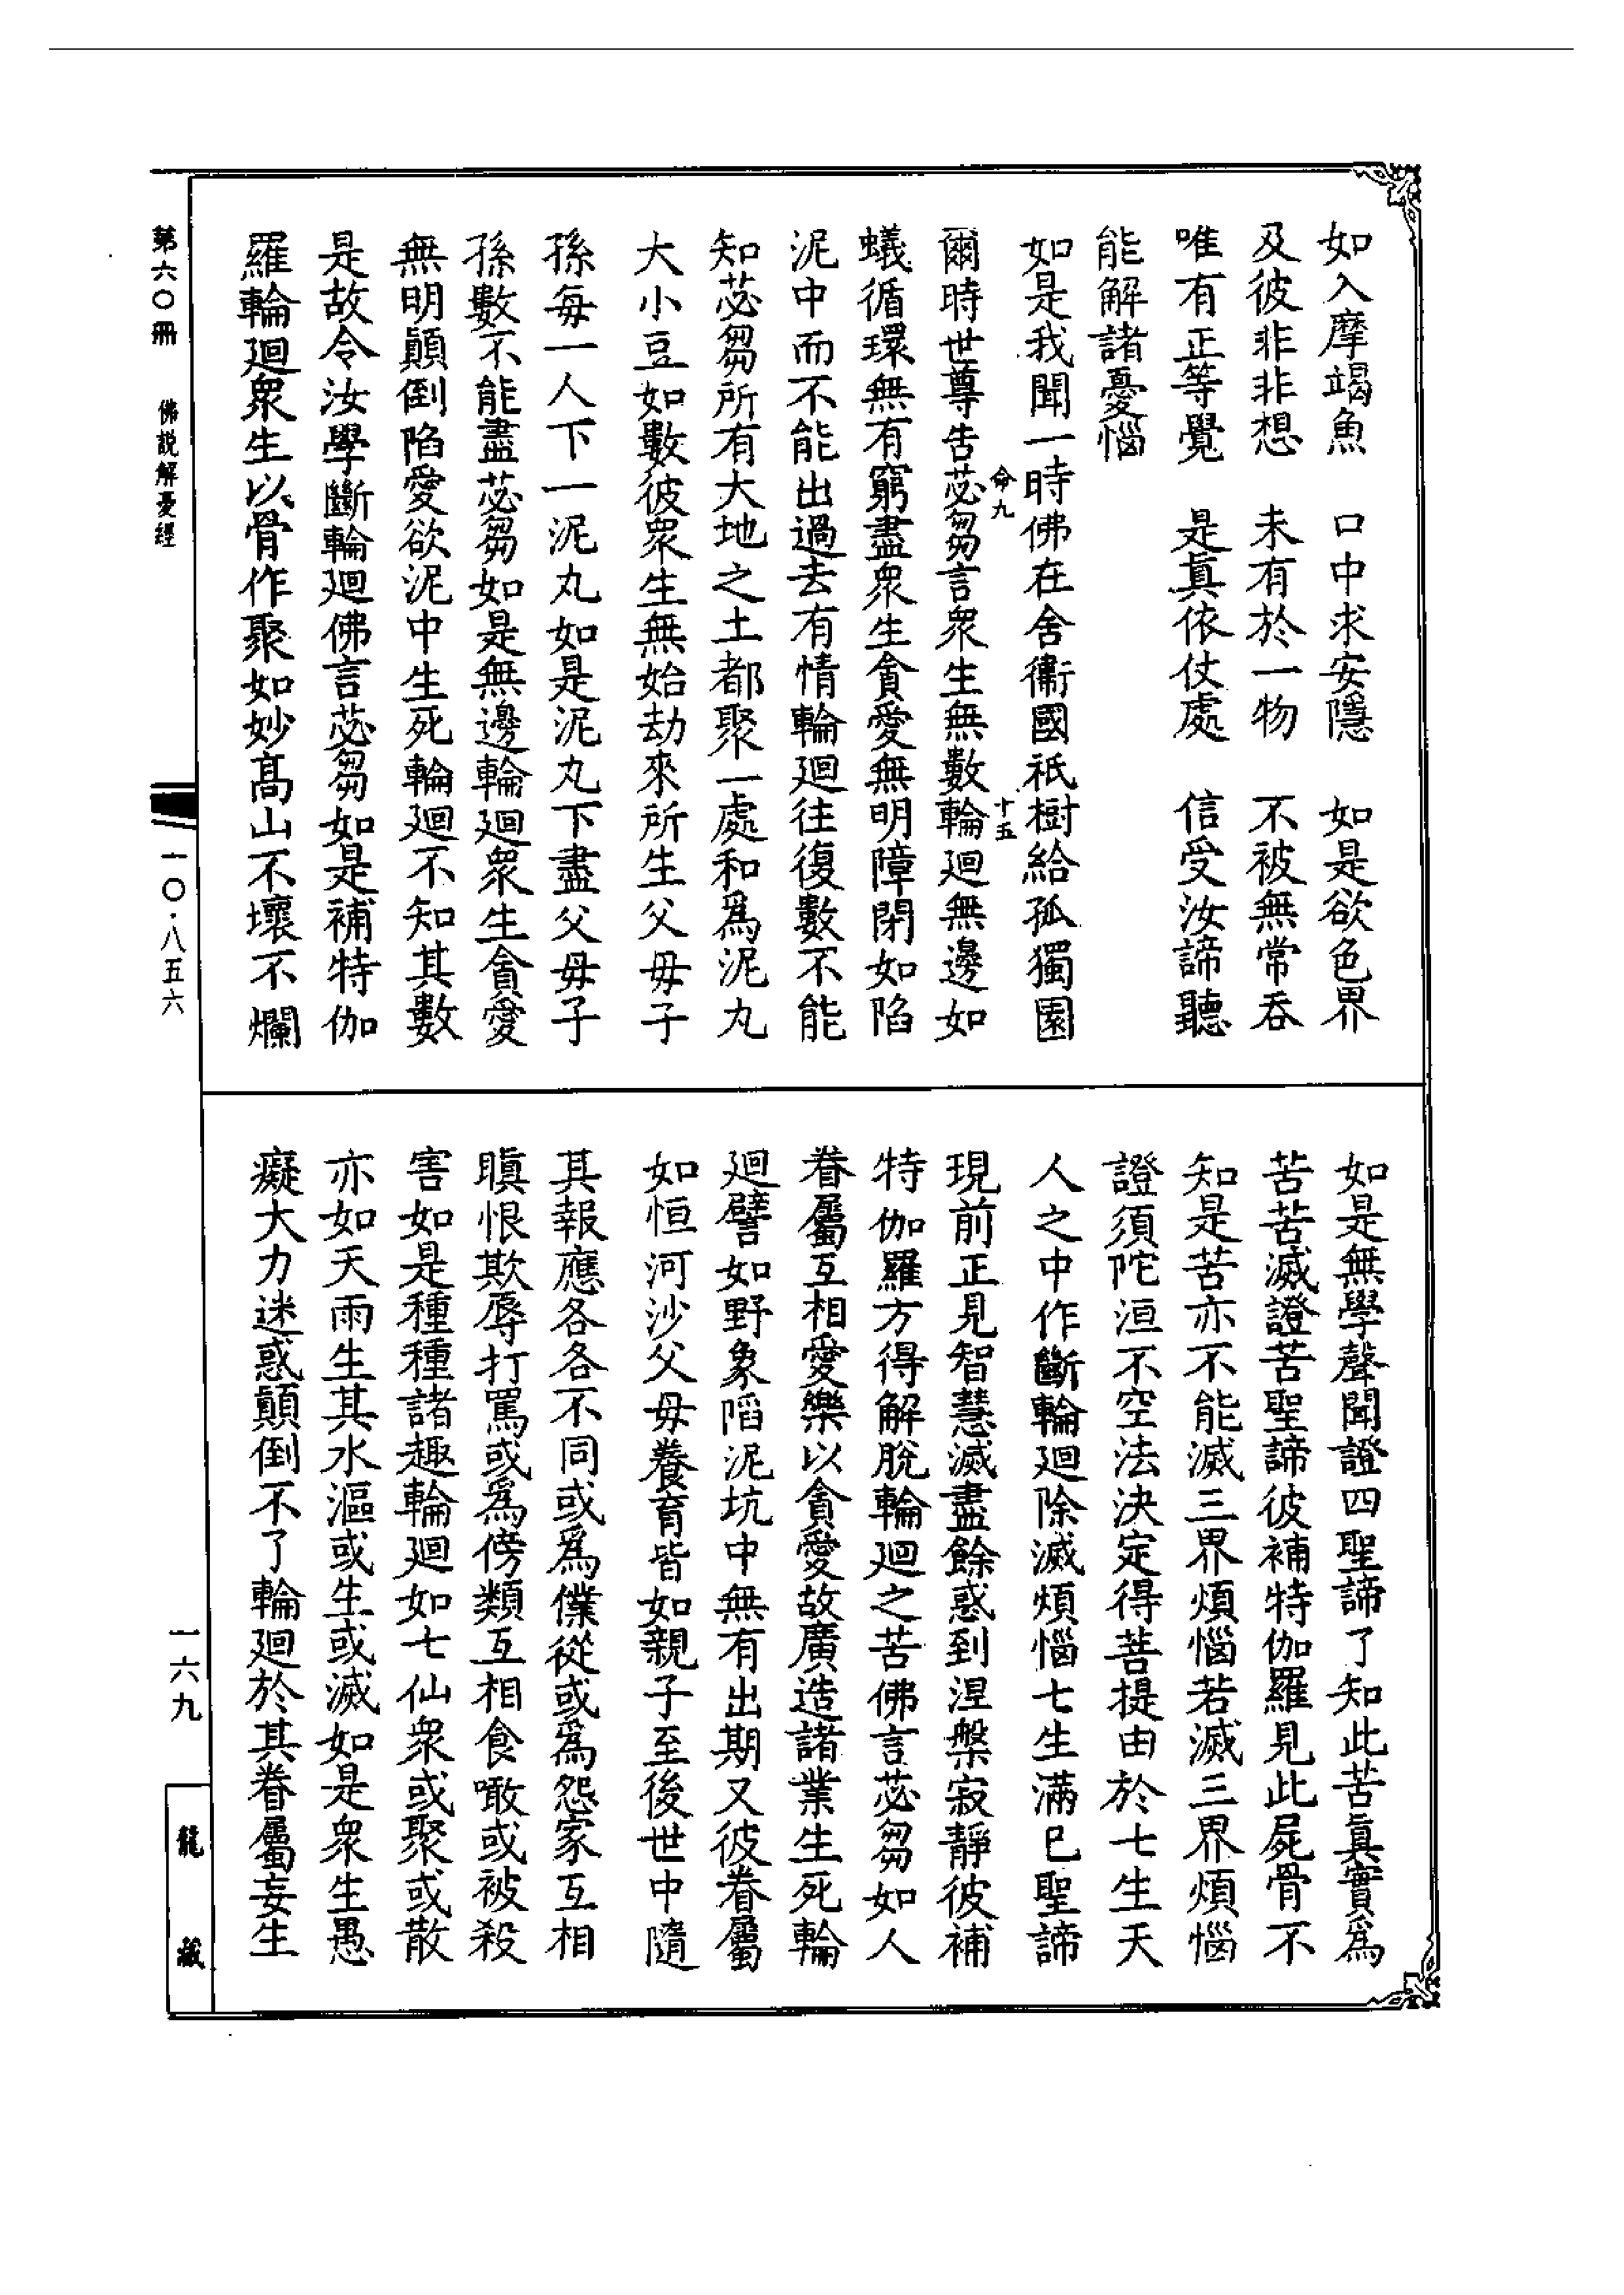 如入摩竭魚　口中求安隱　如是欲色界
及彼非非想　未有於一物　不被無常吞
唯有正等覺　是眞依仗處　信受汝諦聽
能解諸憂惱
如是我聞一時佛在舍衞國祇樹給孤獨園
命九　十五
爾時世尊告苾芻言衆生無數輪廻無邊如
蟻循環無有窮盡衆生貪愛無明障閉如陷
泥中而不能出過去有情輪廻往復數不能
知苾芻所有大地之土都聚一處和爲泥丸
大小豆如數彼衆生無始劫來所生父毋子
孫每一人下一泥丸如是泥丸下盡父毋子
孫數不能盡苾芻如是無邊輪廻衆生貪愛
無明顚倒陷愛欲泥中生死輪廻不知其數
是故令汝學斷輪廻佛言苾芻如是補特伽
羅輪廻衆生以骨作聚如妙高山不壞不爛
如是無學聲聞證四聖諦了知此苦眞實爲
苦苦滅證苦聖諦彼補特伽羅見此屍骨不
知是苦亦不能滅三界煩惱若滅三界煩惱
證須陀洹不空法決定得菩提由於七生天
人之中作斷輪廻除滅煩惱七生滿巳聖諦
現前正見智慧滅盡餘惑到涅槃寂靜彼補
特伽羅方得解脫輪廻之苦佛言苾芻如人
眷屬互相愛樂以貪愛故廣造諸業生死輪
廻譬如野象陷泥坑中無有出期又彼眷屬
如恒河沙父毋養育皆如親子至後世中隨
其報應各各不同或爲僕從或爲怨家互相
瞋恨欺辱打罵或爲傍類互相食噉或被殺
害如是種種諸趣輪廻如七仙衆或聚或散
亦如天雨生其水漚或生或滅如是衆生愚
癡大力迷惑顚倒不了輪廻於其眷屬妄生
第六〇冊　佛説解憂經
一〇·八五六
一六九
龍藏